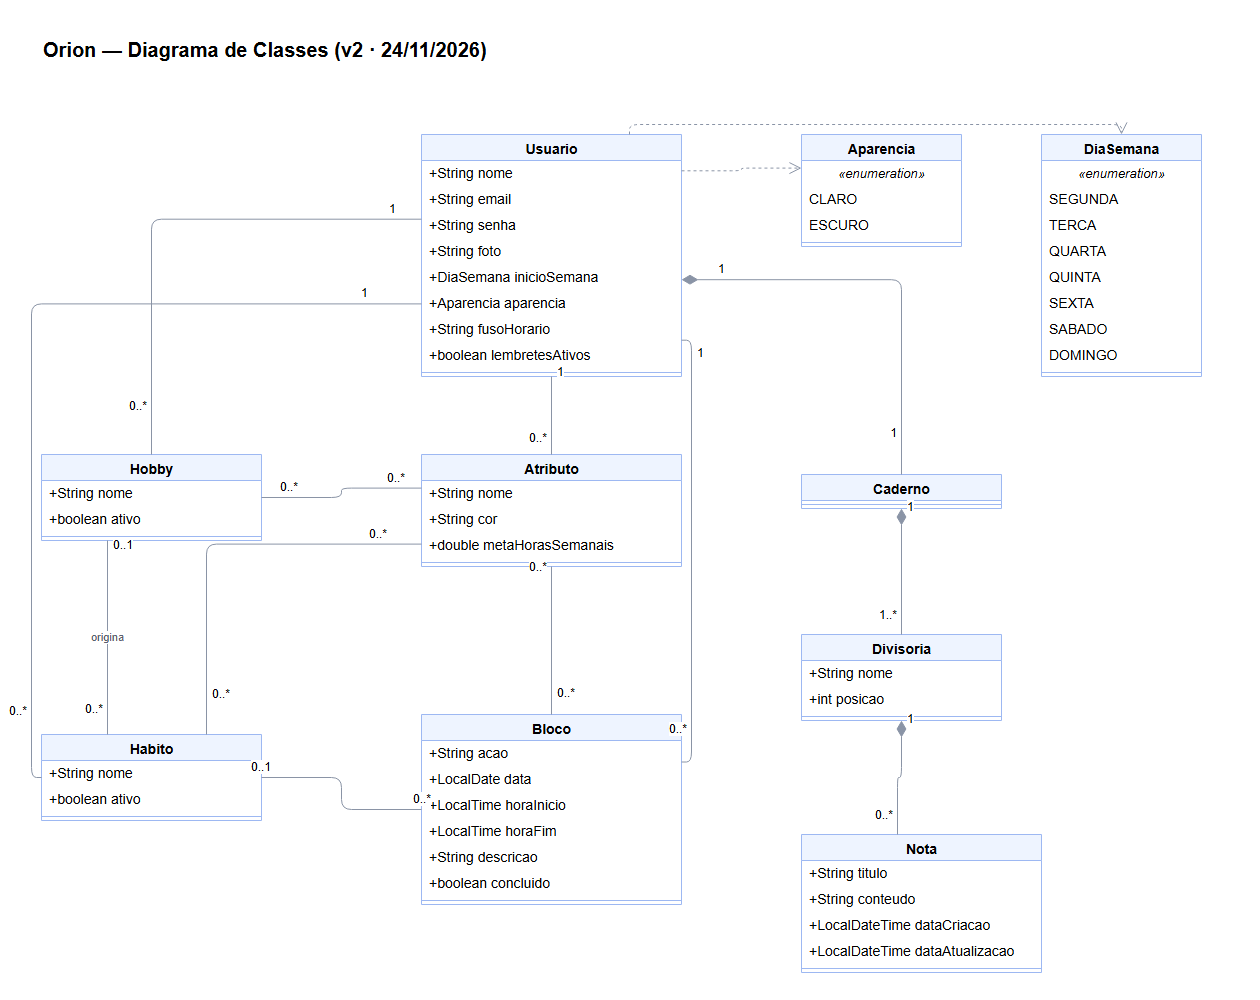 Orion — Diagrama de Classes (v2 · 24/11/2026)
Usuario
+String nome
+String email
+String senha
+String foto
+DiaSemana inicioSemana
+Aparencia aparencia
+String fusoHorario
+boolean lembretesAtivos
Aparencia
«enumeration»
CLARO
ESCURO
DiaSemana
«enumeration»
SEGUNDA
TERCA
QUARTA
QUINTA
SEXTA
SABADO
DOMINGO
1
1
1
1
1
0..*
0..*
1
Hobby
+String nome
+boolean ativo
0..*
0..*
Atributo
+String nome
+String cor
+double metaHorasSemanais
Caderno
1
0..1
0..*
0..*
origina
1..*
Divisoria
+String nome
+int posicao
1
0..*
0..*
0..*
0..*
0..*
Habito
+String nome
+boolean ativo
0..1
0..*
Bloco
+String acao
+LocalDate data
+LocalTime horaInicio
+LocalTime horaFim
+String descricao
+boolean concluido
0..*
Nota
+String titulo
+String conteudo
+LocalDateTime dataCriacao
+LocalDateTime dataAtualizacao